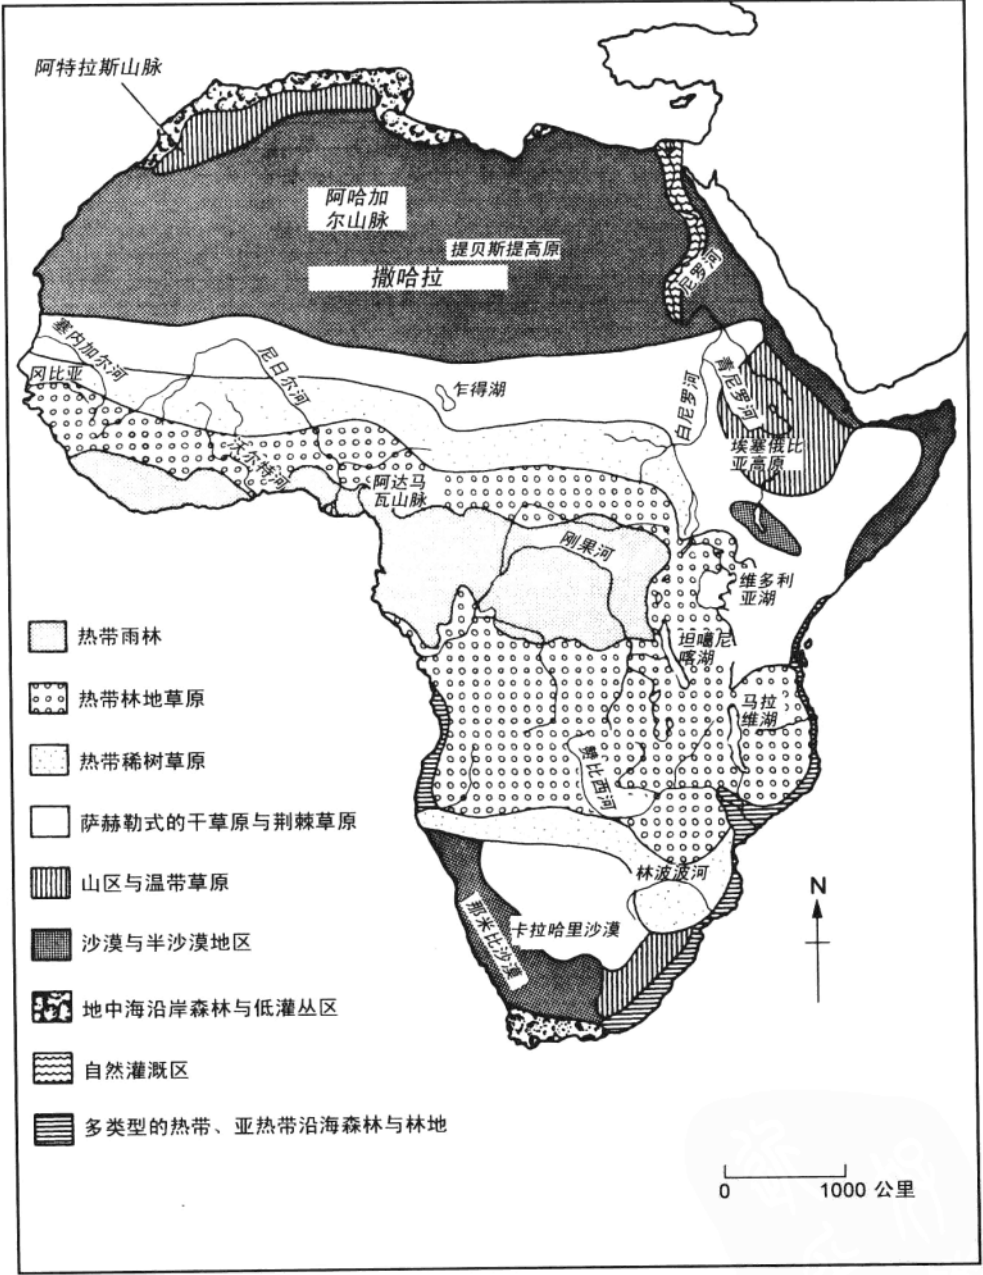 阿特拉斯山脉
阿哈加
尔山脉
提贝斯提高原
撒哈拉
尼罗河
塞内加尔河
冈比亚
尼日尔河
乍得湖
白尼罗河
青尼罗河
埃塞俄比
亚高原
沃尔特河
阿达马
瓦山脉
刚果河
维多利
亚湖
坦噶尼
喀湖
马拉
维湖
赞比西河
林波波河
卡拉哈里沙漠
那米比沙漠
热带雨林
热带林地草原
热带稀树草原
萨赫勒式的干草原与荆棘草原
山区与温带草原
沙漠与半沙漠地区
地中海沿岸森林与低灌丛区
自然灌溉区
多类型的热带、亚热带沿海森林与林地
N
0 1000 公里